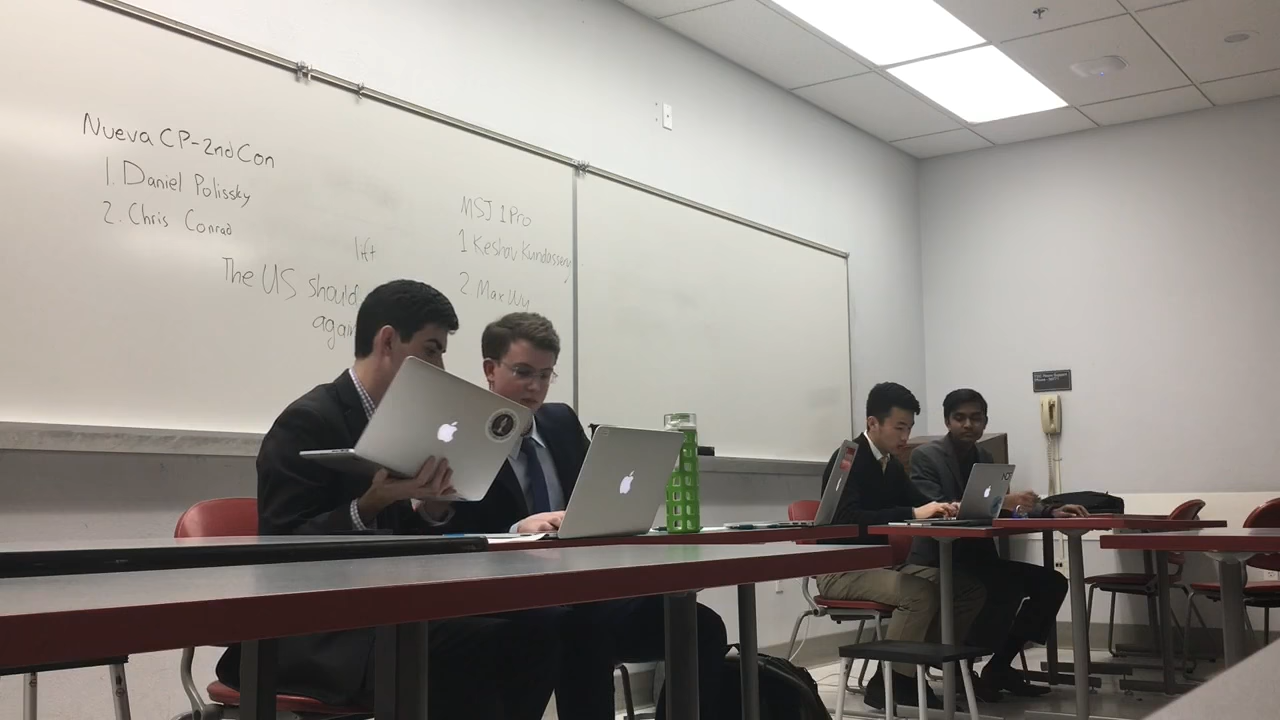 Nueva CP-2nd Con
1. Daniel Polissky
2. Chris Conrad
lift
The US should
again
MSJ 1 Pro
1 Keshav Kundassery
2 Max Wu